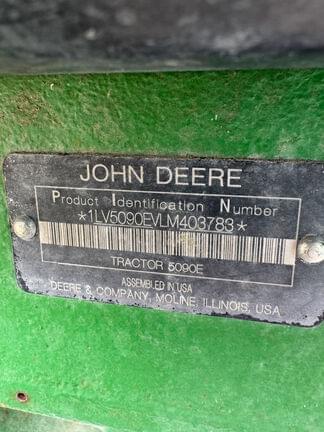 JOHN DEERE
Product Identification Number
*1LV5090EVLM403783*
TRACTOR 5090E
ASSEMBLED IN USA
DEERE & COMPANY, MOLINE, ILLINOIS, USA